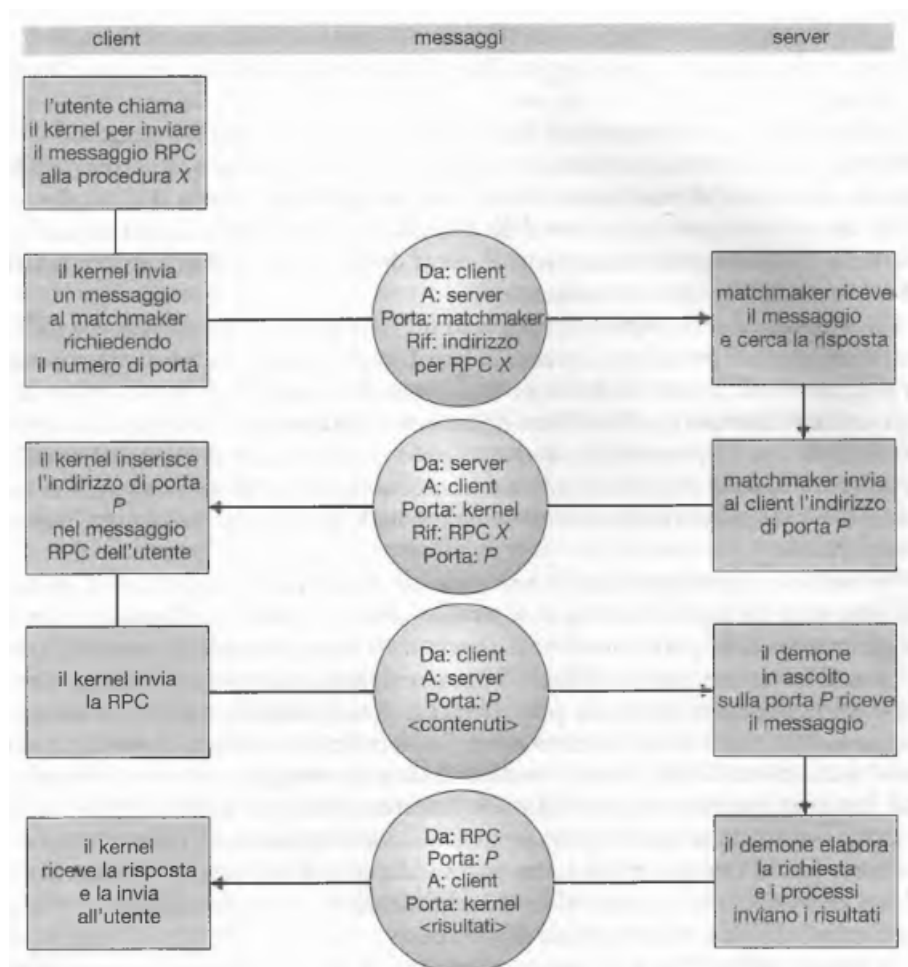 client
messaggi
server
l'utente chiama
il kernel per inviare
il messaggio RPC
alla procedura X
il kernel invia
un messaggio
al matchmaker
richiedendo
il numero di porta
Da: client
A: server
Porta: matchmaker
Rif: indirizzo
per RPC X
matchmaker riceve
il messaggio
e cerca la risposta
il kernel inserisce
l'indirizzo di porta
P
nel messaggio
RPC dell'utente
Da: server
A: client
Porta: kernel
Rif: RPC X
Porta: P
matchmaker invia
al client l'indirizzo
di porta P
il kernel invia
la RPC
Da: client
A: server
Porta: P
<contenuti>
il demone
in ascolto
sulla porta P riceve
il messaggio
il kernel
riceve la risposta
e la invia
all'utente
Da: RPC
Porta: P
A: client
Porta: kernel
<risultati>
il demone elabora
la richiesta
e i processi
inviano i risultati